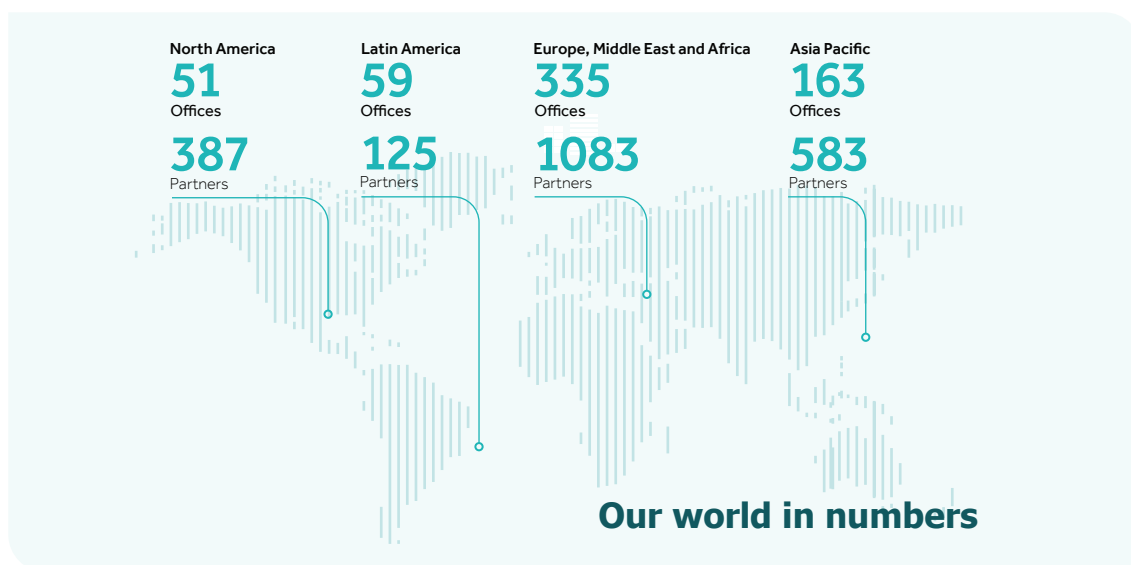 North America
51
Offices
387
Partners
Latin America
59
Offices
125
Partners
Europe, Middle East and Africa
335
Offices
1083
Partners
Asia Pacific
163
Offices
583
Partners
Our world in numbers